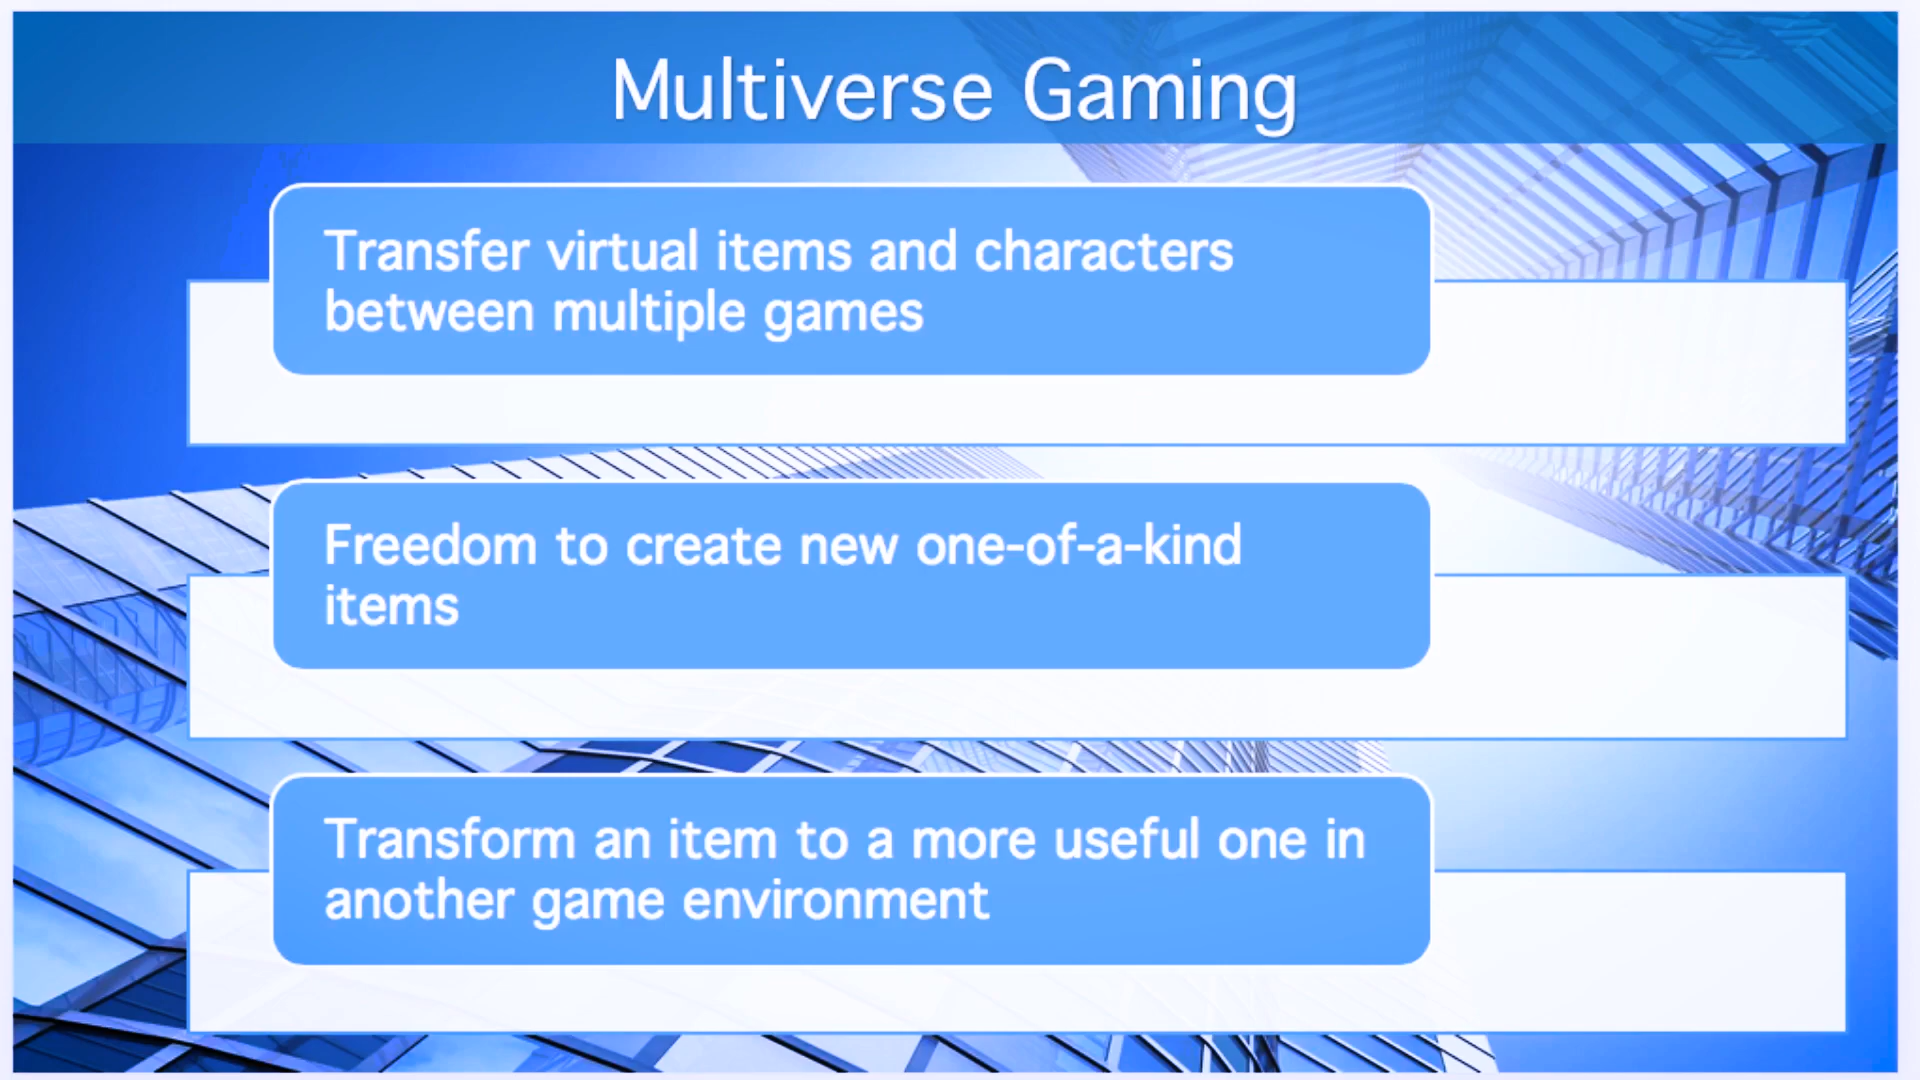 Multiverse Gaming
Transfer virtual items and characters
between multiple games
Freedom to create new one-of-a-kind
items
Transform an item to a more useful one in
another game environment